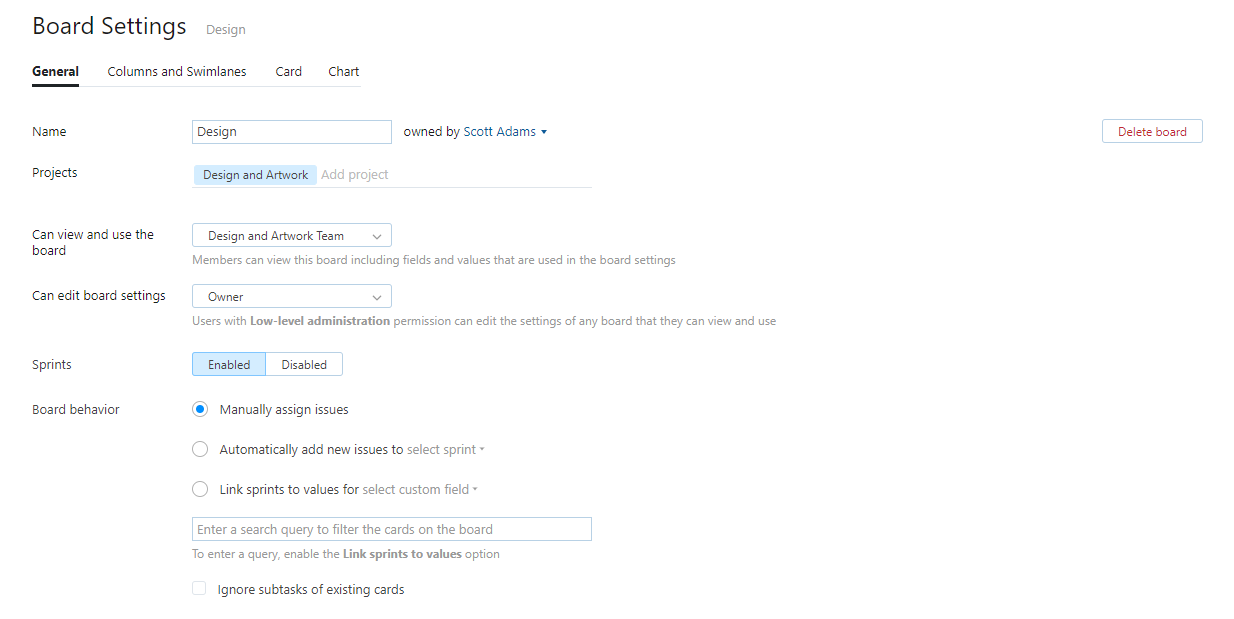 Board Settings Design
General Columns and Swimlanes Card Chart
Name Design owned by Scott Adams Delete board
Projects Design and Artwork Add project
Can view and use the board Design and Artwork Team
Members can view this board including fields and values that are used in the board settings
Can edit board settings Owner
Users with Low-level administration permission can edit the settings of any board that they can view and use
Sprints Enabled Disabled
Board behavior Manually assign issues
Automatically add new issues to select sprint
Link sprints to values for select custom field
Enter a search query to filter the cards on the board
To enter a query, enable the Link sprints to values option
Ignore subtasks of existing cards